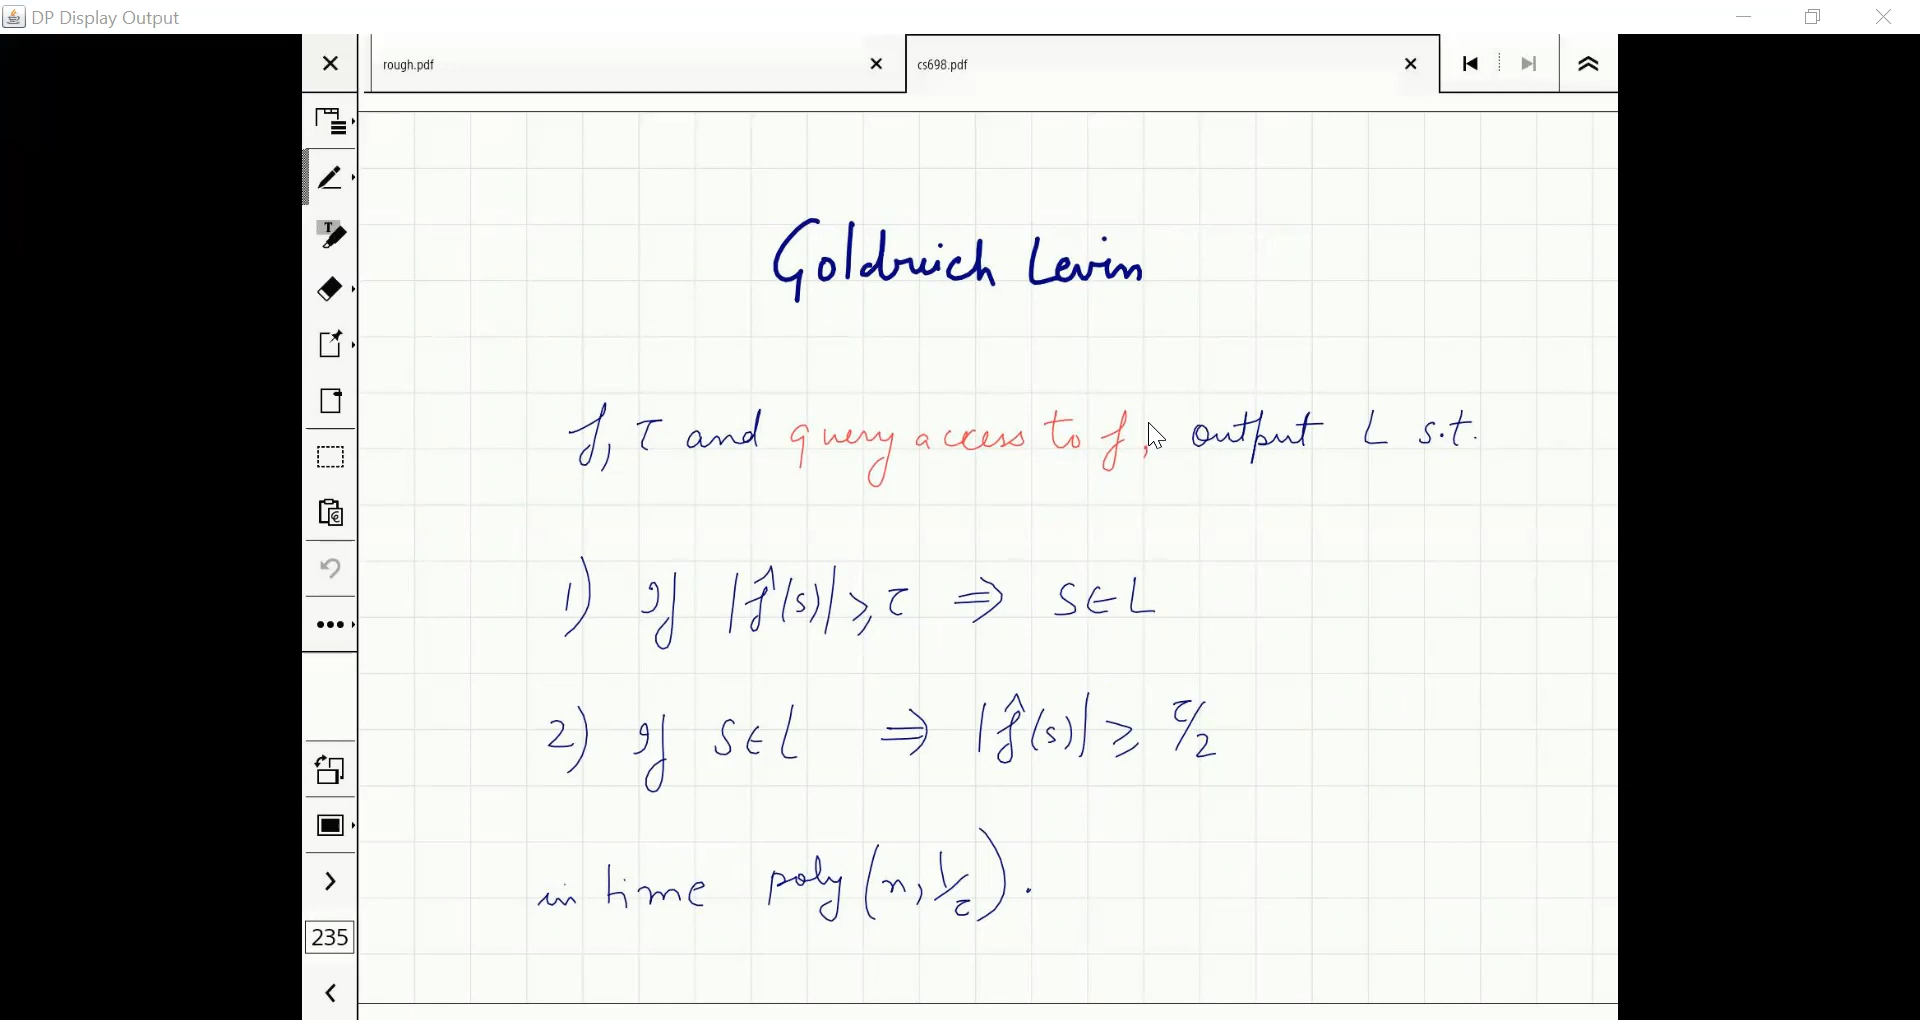 DP Display Output
rough.pdf
cs698.pdf
Goldreich Levin
f, τ and query access to f, output L s.t.
1) If |f̂(s)| ⩾ τ ⇒ S∈L
2) If S∈L ⇒ |f̂(s)| ⩾ τ/2
in time poly(n, 1/τ).
235